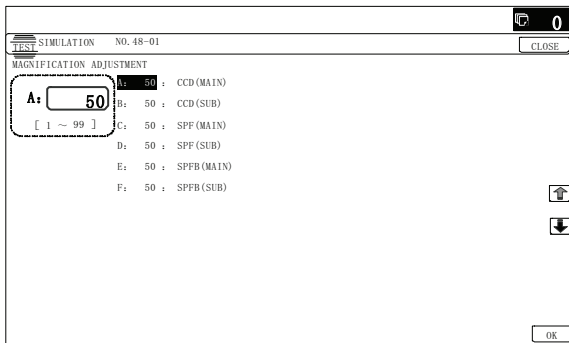 0
TEST SIMULATION NO.48-01
CLOSE
MAGNIFICATION ADJUSTMENT
A: 50
[ 1 ~ 99 ]
A: 50 : CCD(MAIN)
B: 50 : CCD(SUB)
C: 50 : SPF(MAIN)
D: 50 : SPF(SUB)
E: 50 : SPFB(MAIN)
F: 50 : SPFB(SUB)
OK